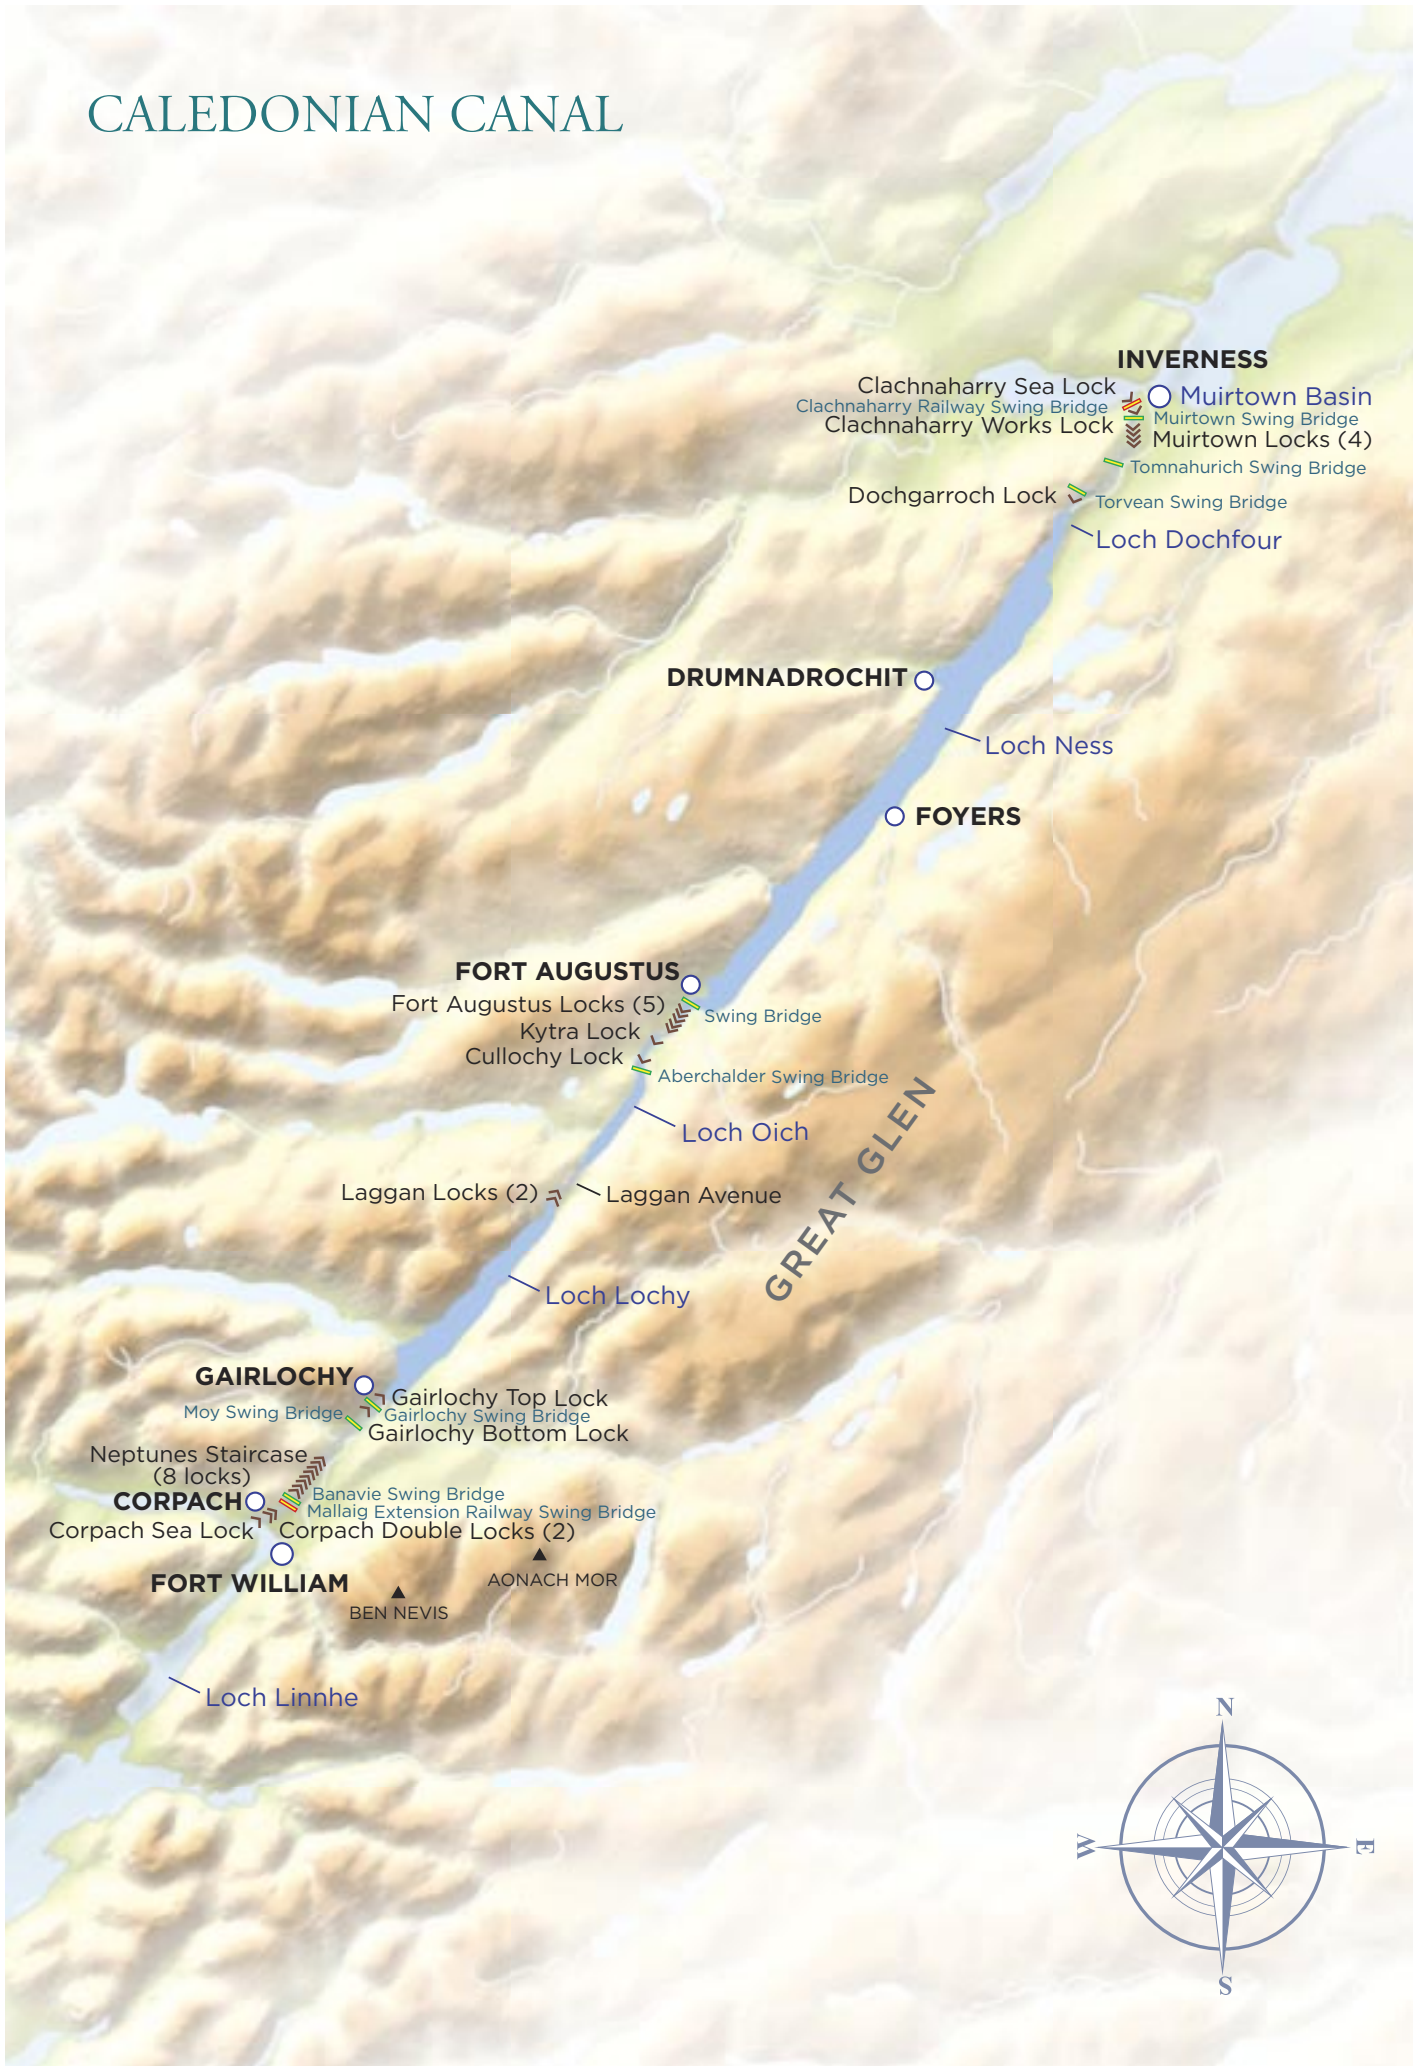 CALEDONIAN CANAL
INVERNESS
Clachnaharry Sea Lock
Muirtown Basin
Clachnaharry Railway Swing Bridge
Muirtown Swing Bridge
Clachnaharry Works Lock
Muirtown Locks (4)
Tomnahurich Swing Bridge
Dochgarroch Lock
Torvean Swing Bridge
Loch Dochfour
DRUMNADROCHIT
Loch Ness
FOYERS
FORT AUGUSTUS
Fort Augustus Locks (5)
Swing Bridge
Kytra Lock
Cullochy Lock
Aberchalder Swing Bridge
Loch Oich
GREAT GLEN
Laggan Locks (2)
Laggan Avenue
Loch Lochy
GAIRLOCHY
Gairlochy Top Lock
Moy Swing Bridge
Gairlochy Swing Bridge
Gairlochy Bottom Lock
Neptunes Staircase
(8 locks)
Banavie Swing Bridge
CORPACH
Mallaig Extension Railway Swing Bridge
Corpach Sea Lock
Corpach Double Locks (2)
FORT WILLIAM
AONACH MOR
BEN NEVIS
Loch Linnhe
N
W
E
S